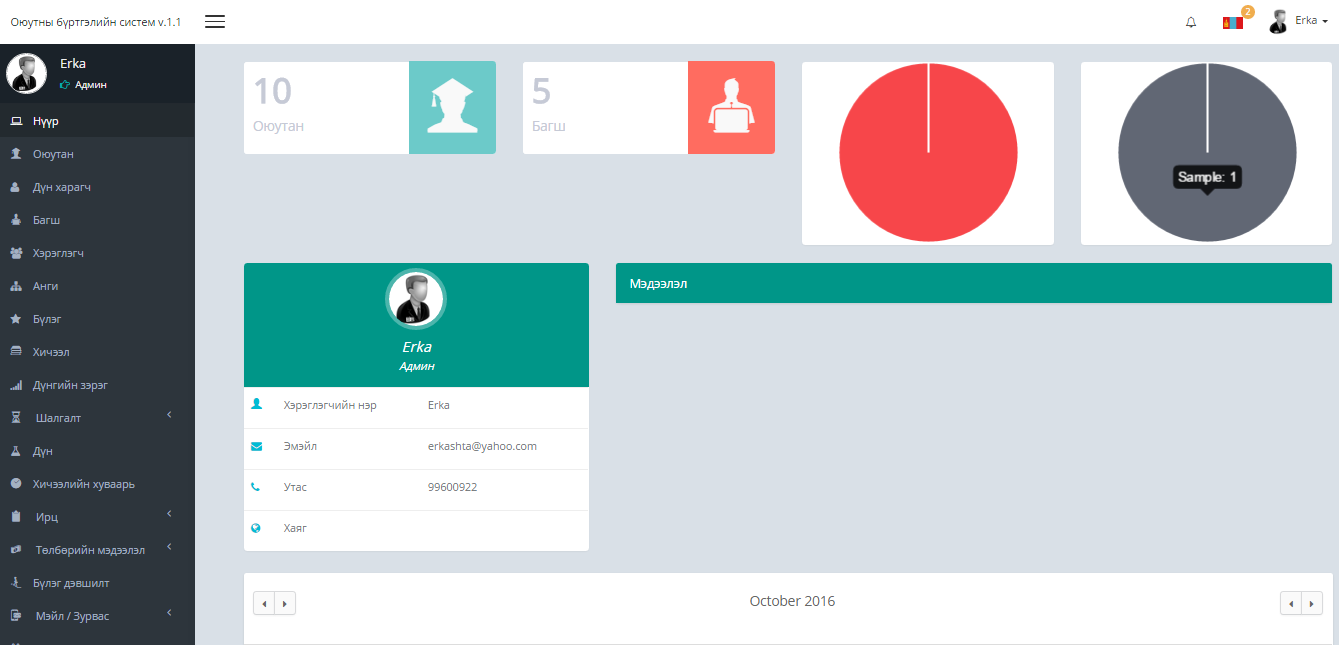 Оюутны бүртгэлийн систем v.1.1
2
Erka
Erka
Админ
Нүүр
Оюутан
Дүн харагч
Багш
Хэрэглэгч
Анги
Бүлэг
Хичээл
Дүнгийн зэрэг
Шалгалт
Дүн
Хичээлийн хуваарь
Ирц
Төлбөрийн мэдээлэл
Бүлэг дэвшилт
Мэйл / Зурвас
10
Оюутан
5
Багш
Sample: 1
Erka
Админ
Хэрэглэгчийн нэр Erka
Эмэйл erkashta@yahoo.com
Утас 99600922
Хаяг
Мэдээлэл
October 2016